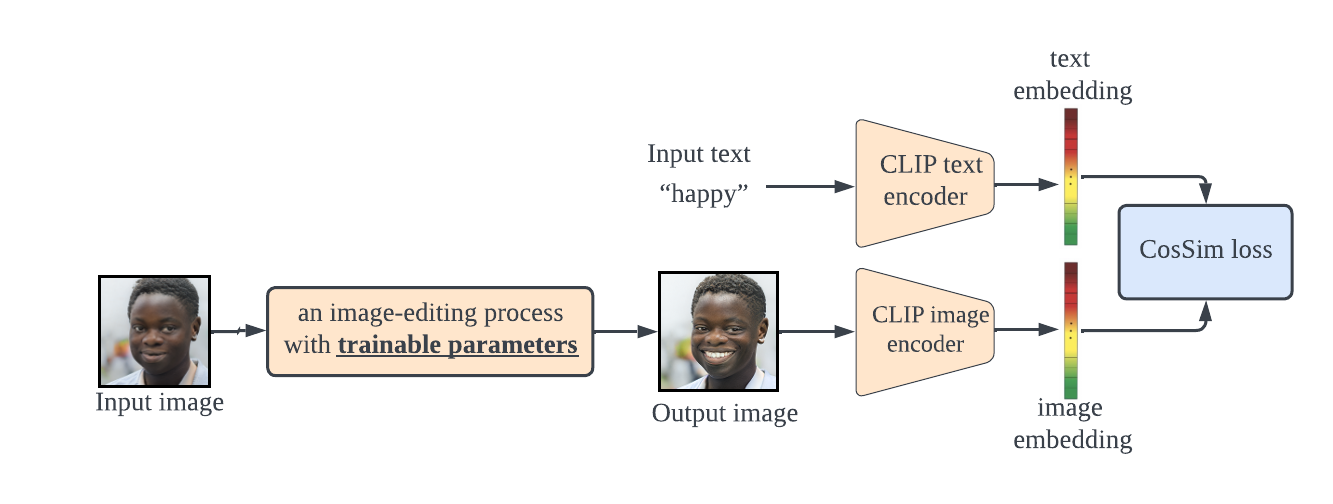 text
embedding
Input text
“happy”
CLIP text
encoder
CosSim loss
an image-editing process
with trainable parameters
CLIP image
encoder
Input image
Output image
image
embedding